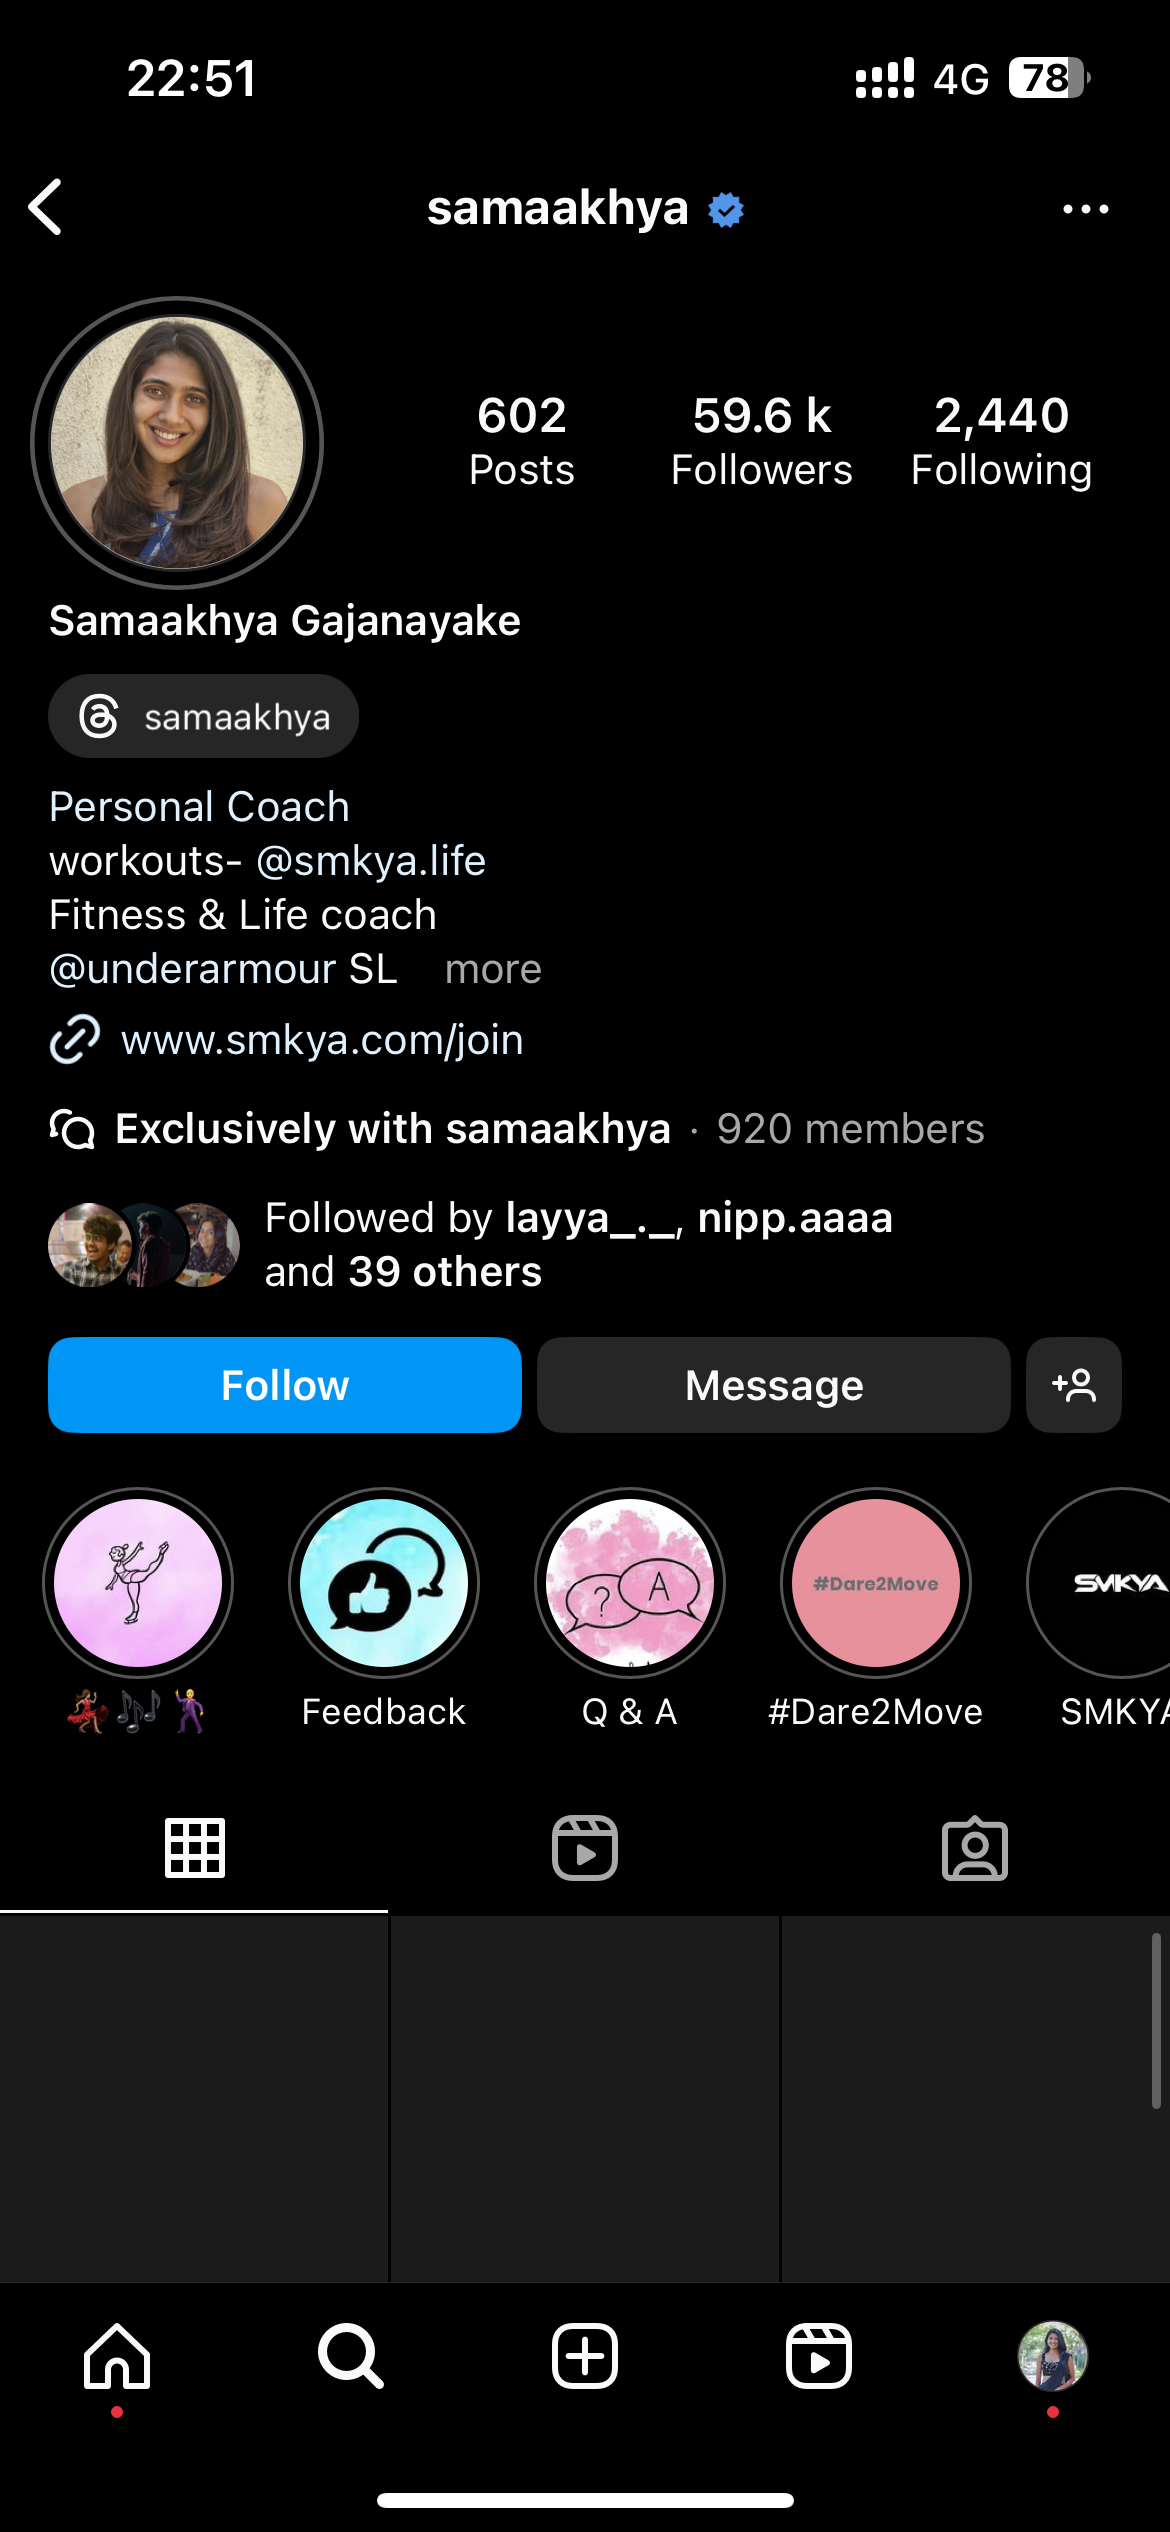 22:51
4G 78
samaakhya
602 59.6 k 2,440
Posts Followers Following
Samaakhya Gajanayake
samaakhya
Personal Coach
workouts- @smkya.life
Fitness & Life coach
@underarmour SL more
www.smkya.com/join
Exclusively with samaakhya · 920 members
Followed by layya_._, nipp.aaaa
and 39 others
Follow Message
? A #Dare2Move SMKYA
💃🏽🎶🕺 Feedback Q & A #Dare2Move SMKYA